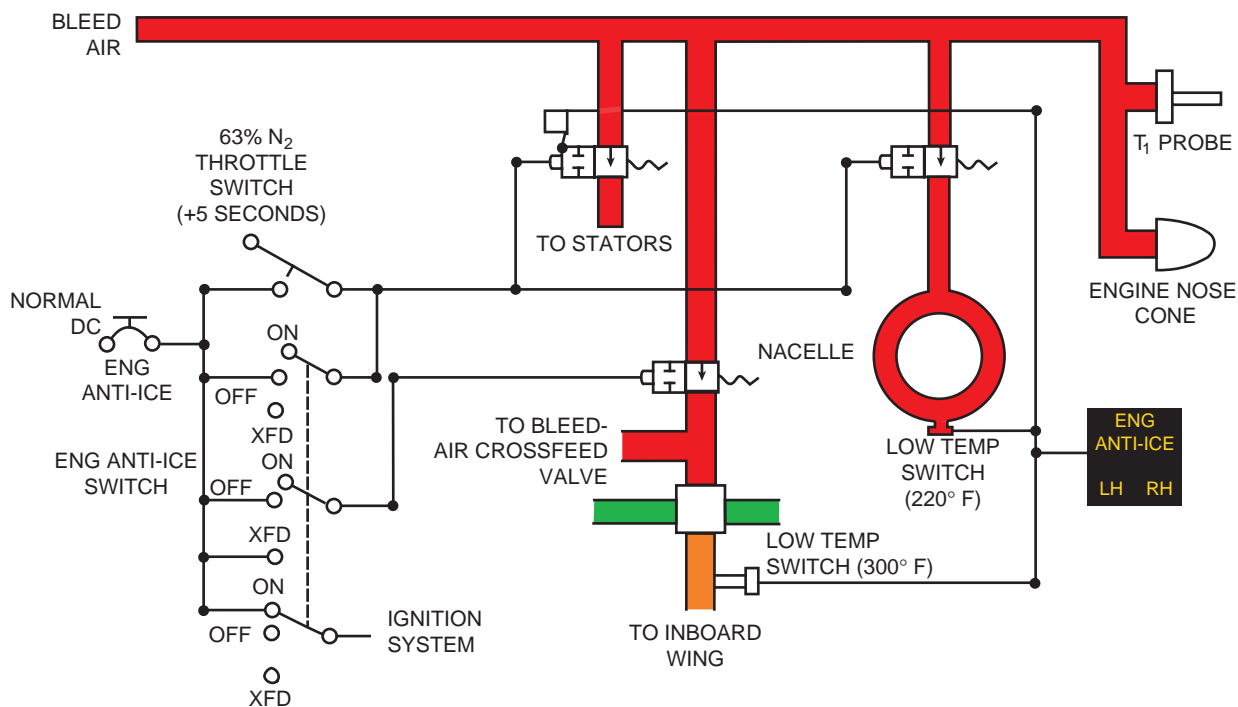 BLEED
AIR
63% N2
THROTTLE
SWITCH
(+5 SECONDS)
T1 PROBE
TO STATORS
ENGINE NOSE
CONE
NORMAL
DC
ENG
ANTI-ICE
ON
OFF
XFD
NACELLE
TO BLEED-
AIR CROSSFEED
VALVE
LOW TEMP
SWITCH
(220° F)
ENG
ANTI-ICE
LH RH
ENG ANTI-ICE
SWITCH
ON
OFF
XFD
LOW TEMP
SWITCH (300° F)
ON
OFF
XFD
IGNITION
SYSTEM
TO INBOARD
WING